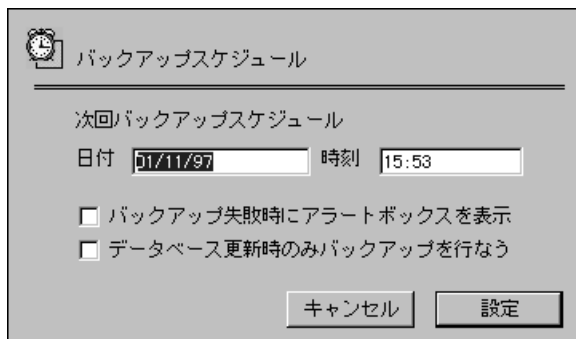 バックアップスケジュール
次回バックアップスケジュール
日付 01/11/97 時刻 15:53
バックアップ失敗時にアラートボックスを表示
データベース更新時のみバックアップを行なう
キャンセル 設定